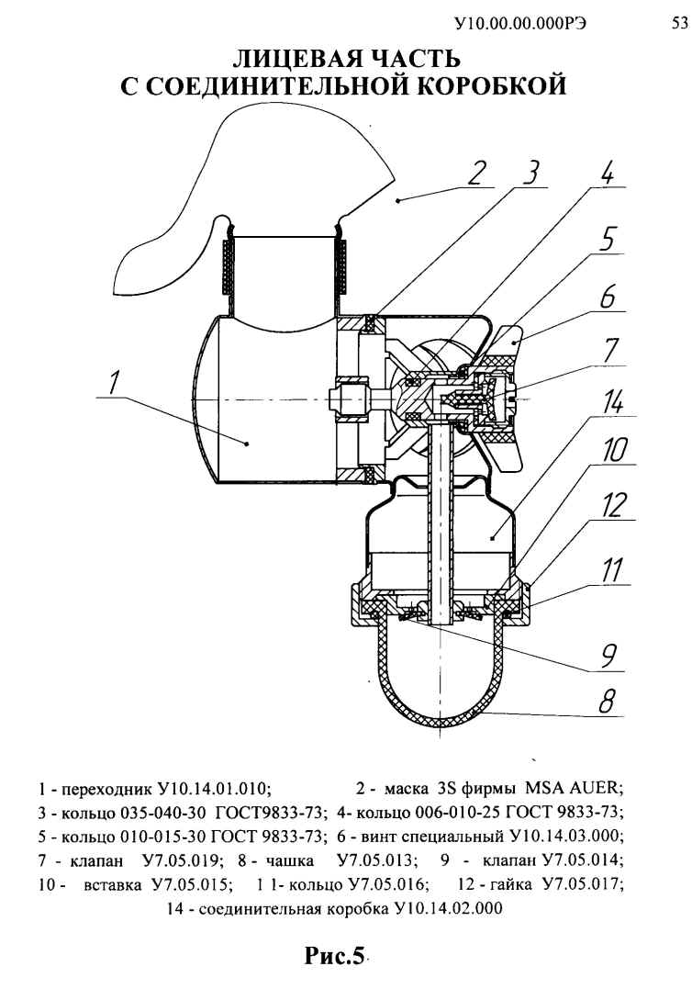 У10.00.00.000РЭ 53
ЛИЦЕВАЯ ЧАСТЬ
С СОЕДИНИТЕЛЬНОЙ КОРОБКОЙ
2
3
4
5
6
7
1
14
10
12
11
9
8
1 - переходник У10.14.01.010; 2 - маска 3S фирмы MSA AUER;
3 - кольцо 035-040-30 ГОСТ9833-73; 4- кольцо 006-010-25 ГОСТ 9833-73;
5 - кольцо 010-015-30 ГОСТ 9833-73; 6 - винт специальный У10.14.03.000;
7 - клапан У7.05.019; 8 - чашка У7.05.013; 9 - клапан У7.05.014;
10 - вставка У7.05.015; 1 1- кольцо У7.05.016; 12 - гайка У7.05.017;
14 - соединительная коробка У10.14.02.000
Рис.5